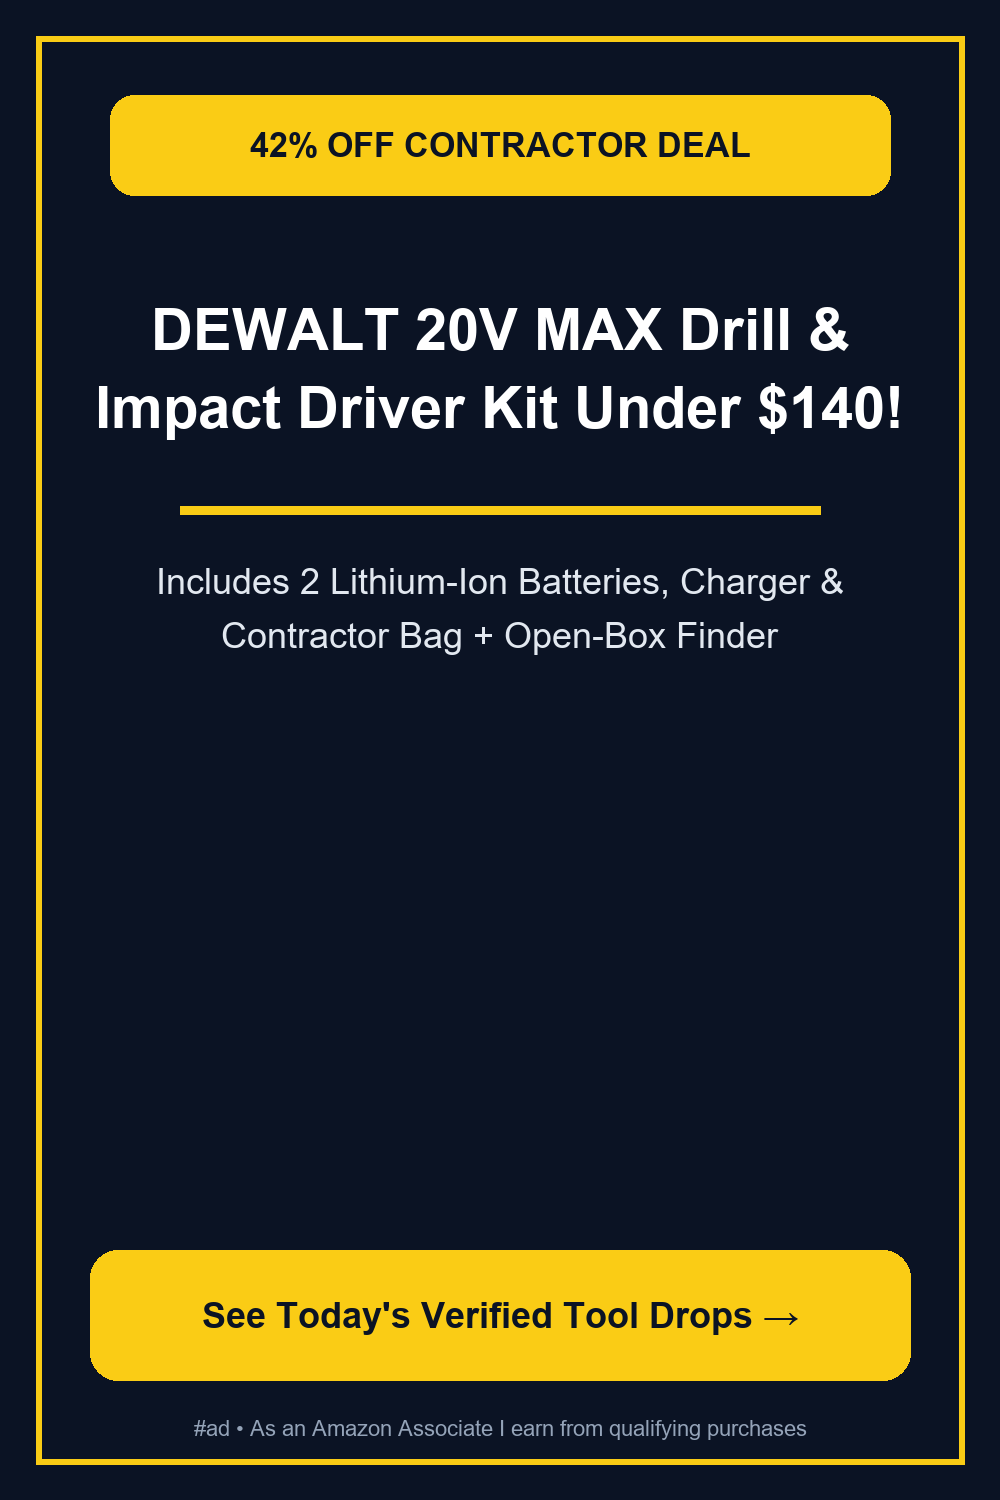 42% OFF CONTRACTOR DEAL
DEWALT 20V MAX Drill &
Impact Driver Kit Under $140!
Includes 2 Lithium-Ion Batteries, Charger &
Contractor Bag + Open-Box Finder
See Today's Verified Tool Drops →
#ad • As an Amazon Associate I earn from qualifying purchases